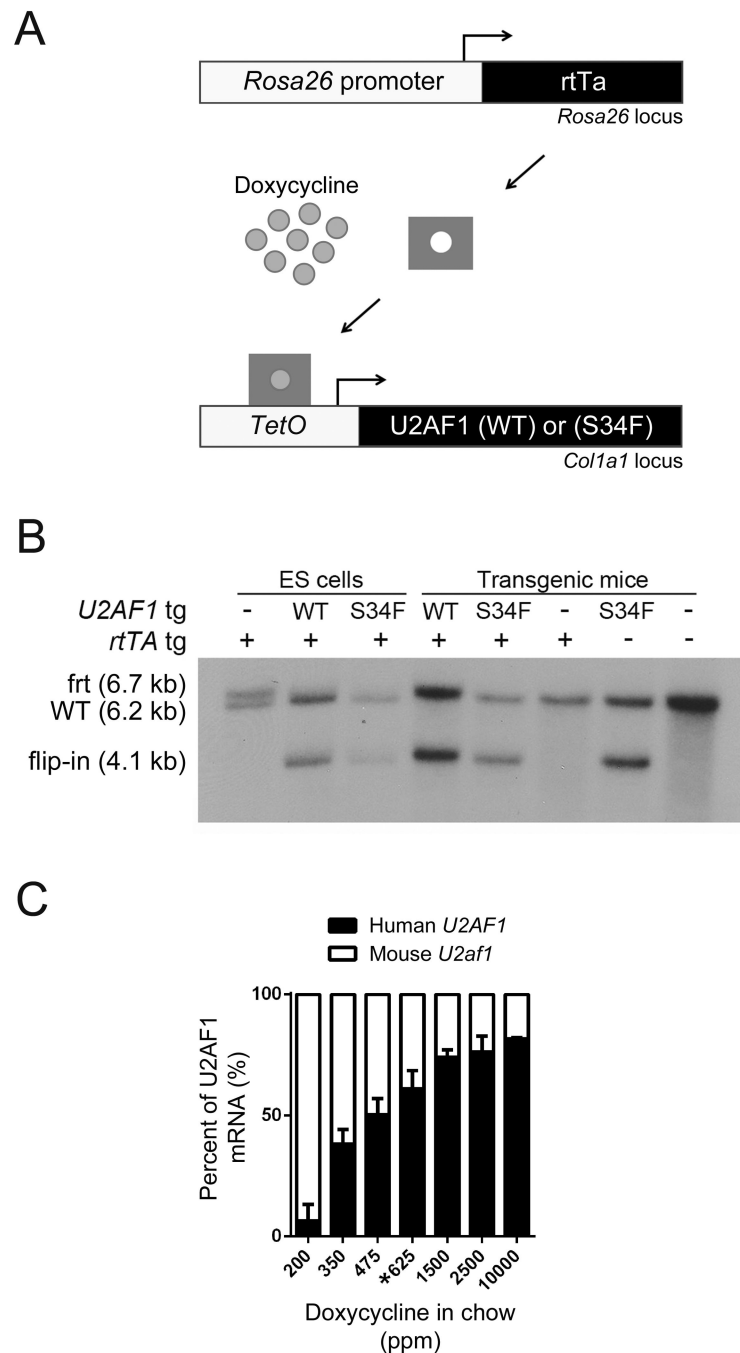 A
Rosa26 promoter rtTa
Rosa26 locus
Doxycycline
TetO U2AF1 (WT) or (S34F)
Col1a1 locus
B
ES cells Transgenic mice
U2AF1 tg - WT S34F WT S34F - S34F -
rtTA tg + + + + + + - -
frt (6.7 kb)
WT (6.2 kb)
flip-in (4.1 kb)
C
Human U2AF1
Mouse U2af1
Percent of U2AF1
mRNA (%)
100
50
0
200 350 475 *625 1500 2500 10000
Doxycycline in chow
(ppm)